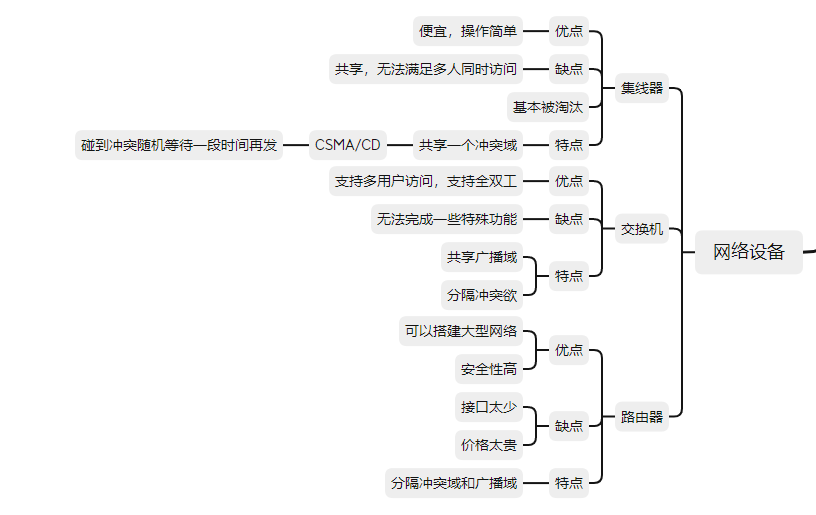 便宜，操作简单
优点
共享，无法满足多人同时访问
缺点
集线器
基本被淘汰
碰到冲突随机等待一段时间再发
CSMA/CD
共享一个冲突域
特点
支持多用户访问，支持全双工
优点
无法完成一些特殊功能
缺点
交换机
网络设备
共享广播域
特点
分隔冲突欲
可以搭建大型网络
优点
安全性高
接口太少
路由器
缺点
价格太贵
分隔冲突域和广播域
特点